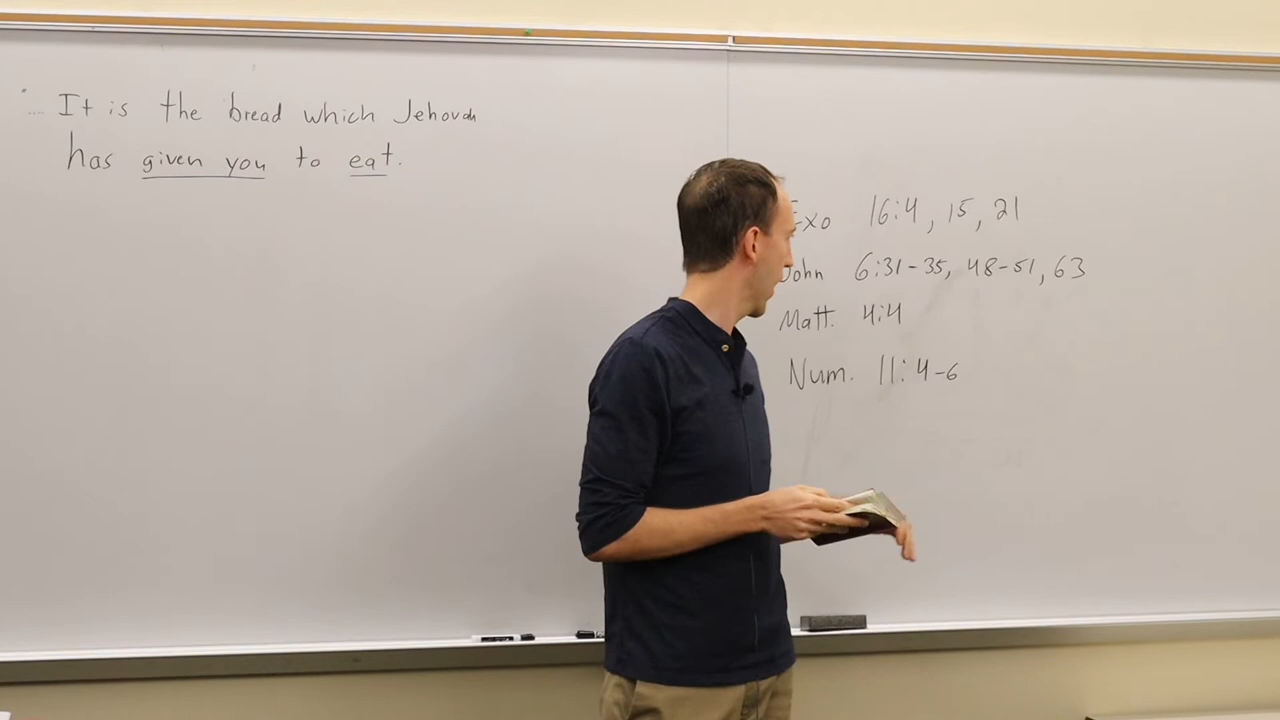 .... It is the bread which Jehovah
has given you to eat.
Exo 16:4, 15, 21
John 6:31-35, 48-51, 63
Matt. 4:4
Num. 11:4-6